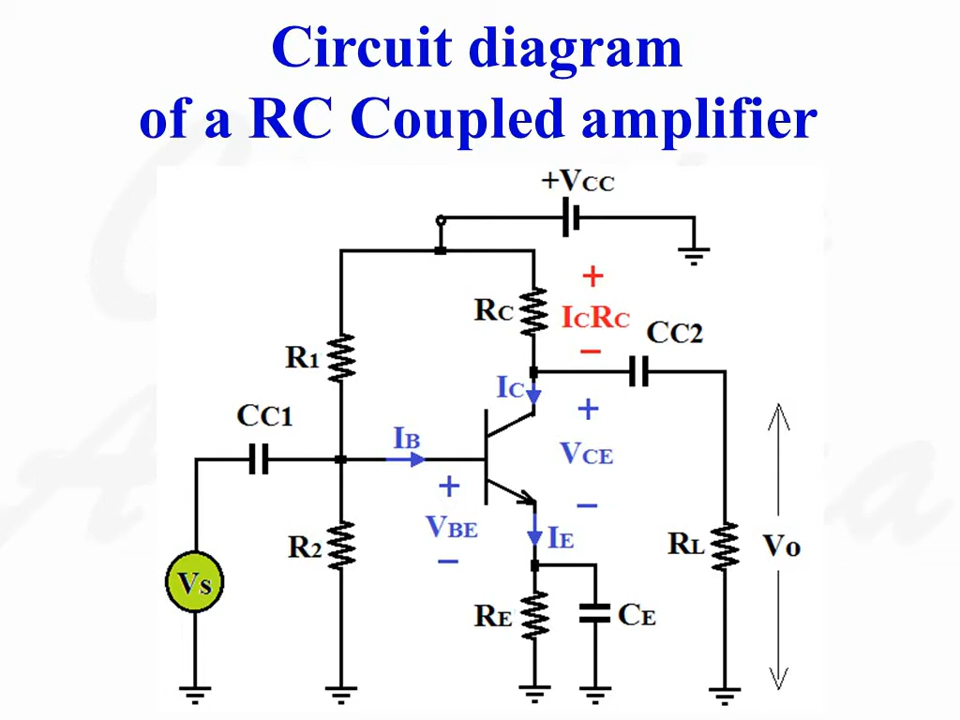 Circuit diagram
of a RC Coupled amplifier
+VCC
+
RC
ICRC
−
CC2
R1
IC
CC1
+
IB
VCE
+
−
VBE
IE
−
R2
RL
Vo
Vs
RE
CE